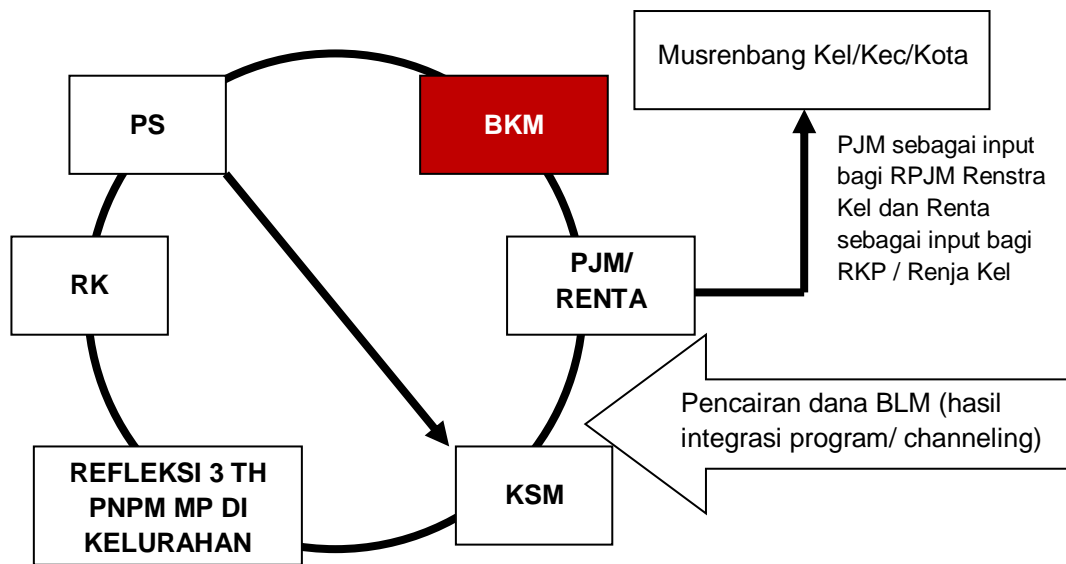 Musrenbang Kel/Kec/Kota
PS
BKM
PJM sebagai input
bagi RPJM Renstra
Kel dan Renta
sebagai input bagi
RKP / Renja Kel
RK
PJM/
RENTA
Pencairan dana BLM (hasil
integrasi program/ channeling)
REFLEKSI 3 TH
PNPM MP DI
KELURAHAN
KSM